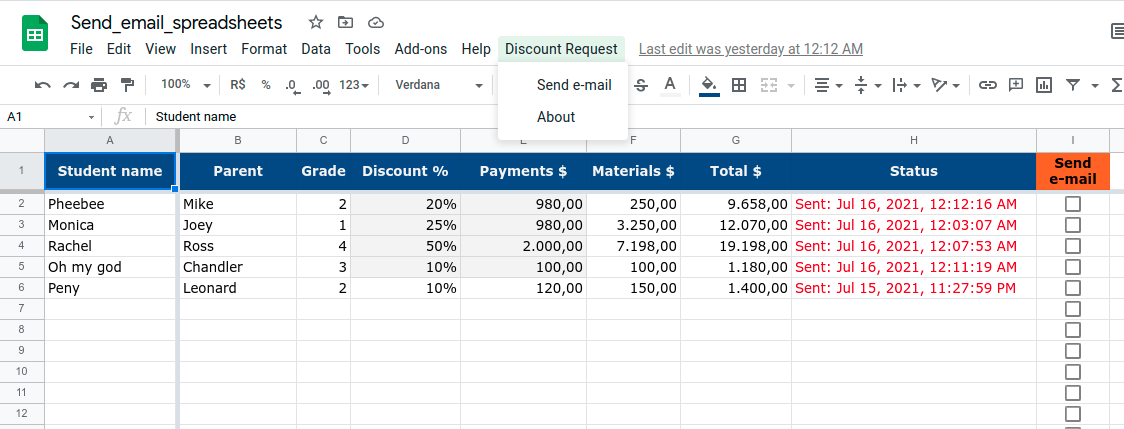 Send_email_spreadsheets
File Edit View Insert Format Data Tools Add-ons Help Discount Request Last edit was yesterday at 12:12 AM
100% R$ % .0 .00 123 Verdana S A
Send e-mail
About
A1 fx Student name
A B C D E F G H I
1 Student name Parent Grade Discount % Payments $ Materials $ Total $ Status Send e-mail
2 Pheebee Mike 2 20% 980,00 250,00 9.658,00 Sent: Jul 16, 2021, 12:12:16 AM
3 Monica Joey 1 25% 980,00 3.250,00 12.070,00 Sent: Jul 16, 2021, 12:03:07 AM
4 Rachel Ross 4 50% 2.000,00 7.198,00 19.198,00 Sent: Jul 16, 2021, 12:07:53 AM
5 Oh my god Chandler 3 10% 100,00 100,00 1.180,00 Sent: Jul 16, 2021, 12:11:19 AM
6 Peny Leonard 2 10% 120,00 150,00 1.400,00 Sent: Jul 15, 2021, 11:27:59 PM
7
8
9
10
11
12